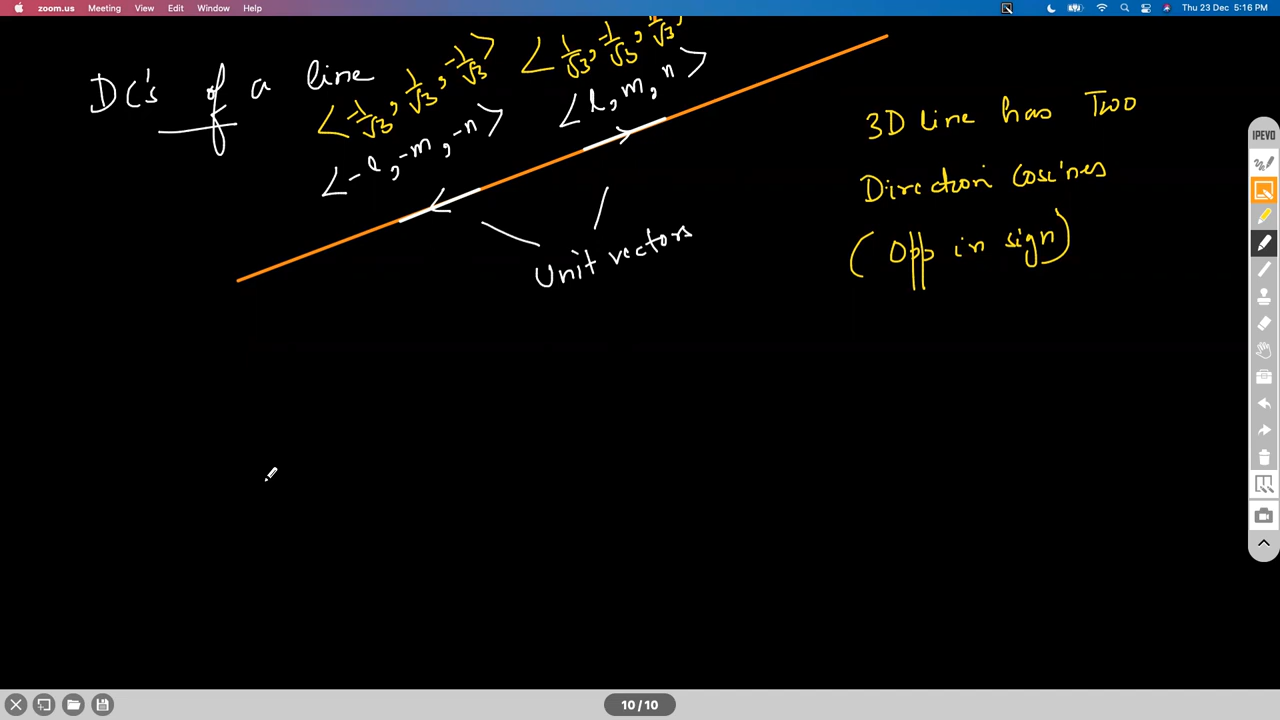 zoom.us Meeting View Edit Window Help
Thu 23 Dec 5:16 PM
DC's of a line
<-1/√3, 1/√3, -1/√3>
<1/√3, -1/√3,
<-l, -m, -n>
<l, m, n>
Unit vectors
3D line has Two
Direction Cosines
(Opp in sign)
IPEVO
10/10